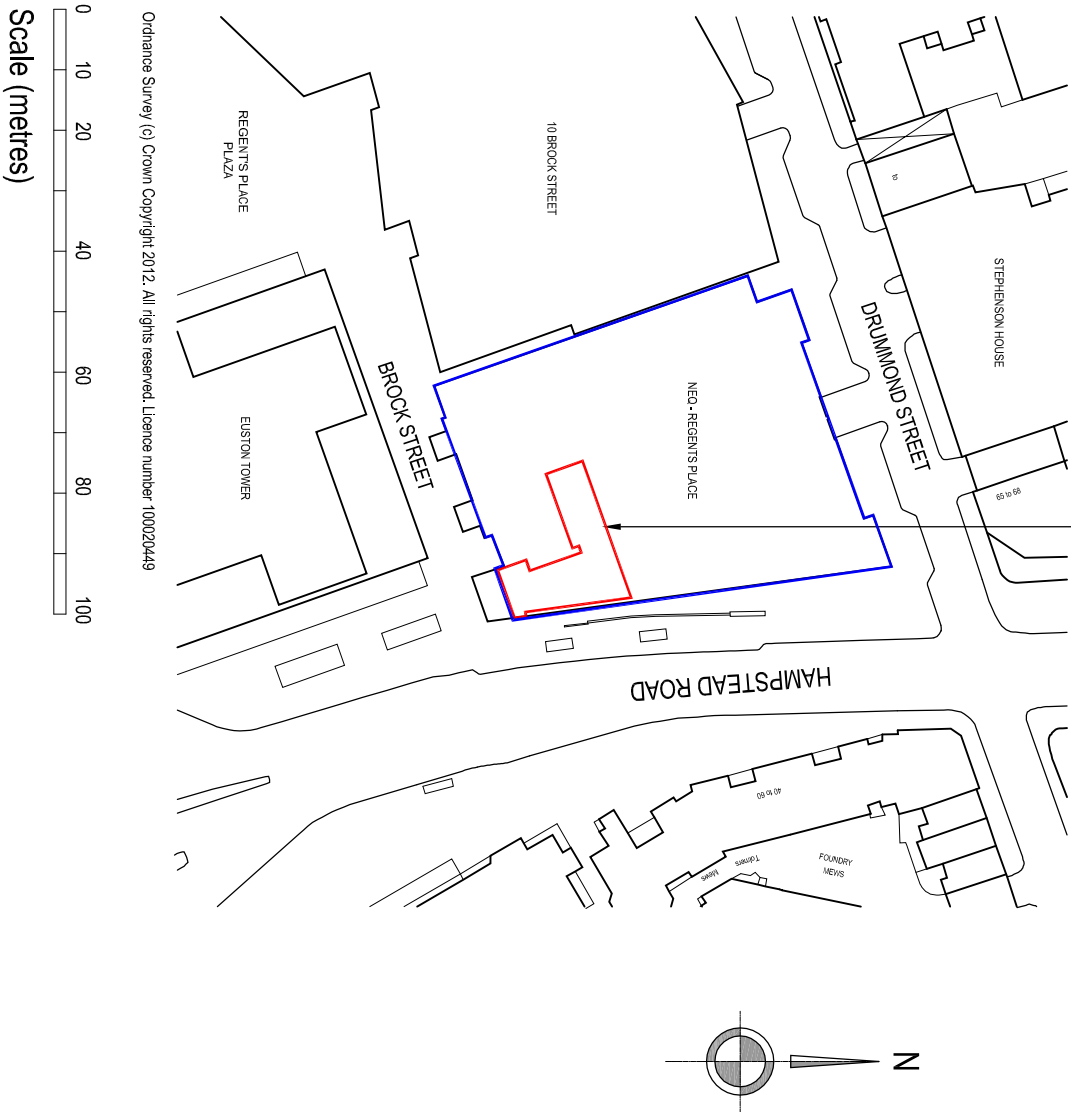 STEPHENSON HOUSE
to
65 to 68
DRUMMOND STREET
10 BROCK STREET
NEQ - REGENTS PLACE
REGENT'S PLACE
PLAZA
BROCK STREET
EUSTON TOWER
HAMPSTEAD ROAD
40 to 60
Tolmers
Mews
FOUNDRY
MEWS
N
Ordnance Survey (c) Crown Copyright 2012. All rights reserved. Licence number 100020449
0 10 20 40 60 80 100
Scale (metres)